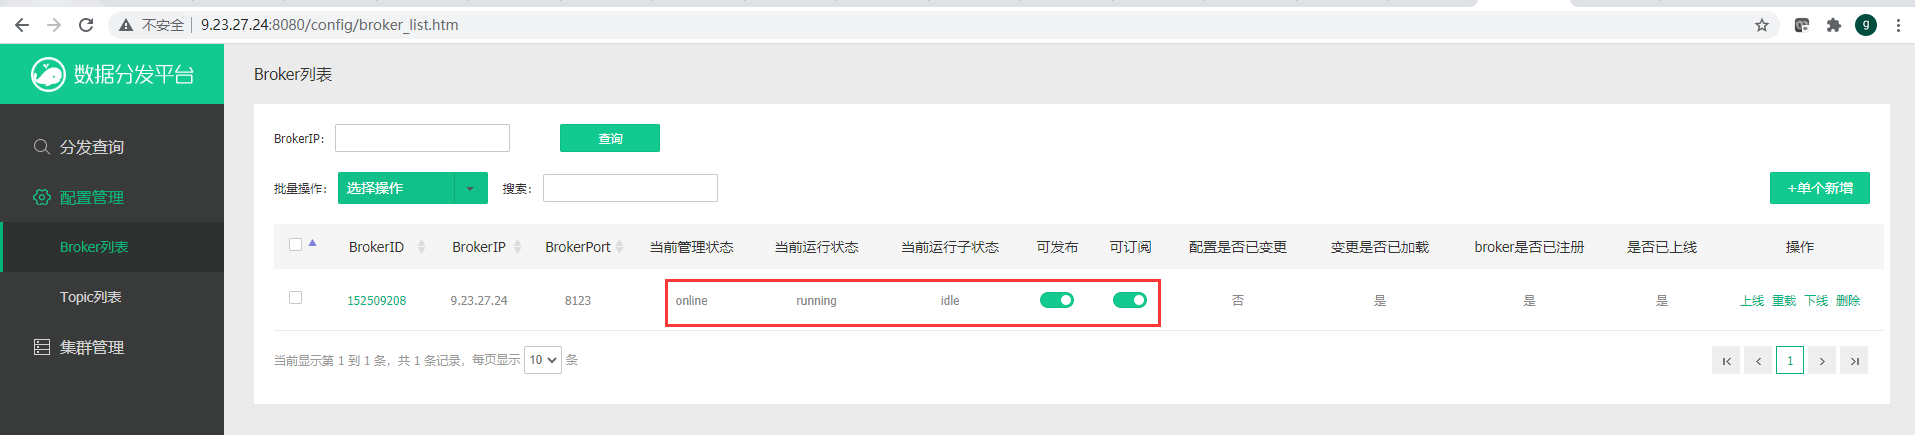 不安全 9.23.27.24:8080/config/broker_list.htm g
数据分发平台
Broker列表
分发查询
配置管理
Broker列表
Topic列表
集群管理
BrokerIP: 查询
批量操作: 选择操作 搜索: +单个新增
BrokerID BrokerIP BrokerPort 当前管理状态 当前运行状态 当前运行子状态 可发布 可订阅 配置是否已变更 变更是否已加载 broker是否已注册 是否已上线 操作
152509208 9.23.27.24 8123 online running idle 否 是 是 是 上线 重载 下线 删除
当前显示第 1 到 1 条，共 1 条记录，每页显示 10 条 1